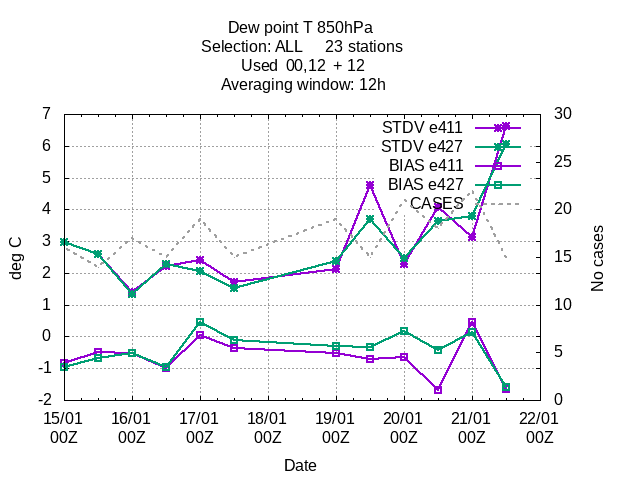 Dew point T 850hPa
Selection: ALL 23 stations
Used 00,12 + 12
Averaging window: 12h
7 30
STDV e411
6 STDV e427
25
BIAS e411
5 BIAS e427
20
4 CASES
3
15
2
1 10
0
5
-1
-2 0
15/01 16/01 17/01 18/01 19/01 20/01 21/01 22/01
00Z 00Z 00Z 00Z 00Z 00Z 00Z 00Z
deg C
No cases
Date